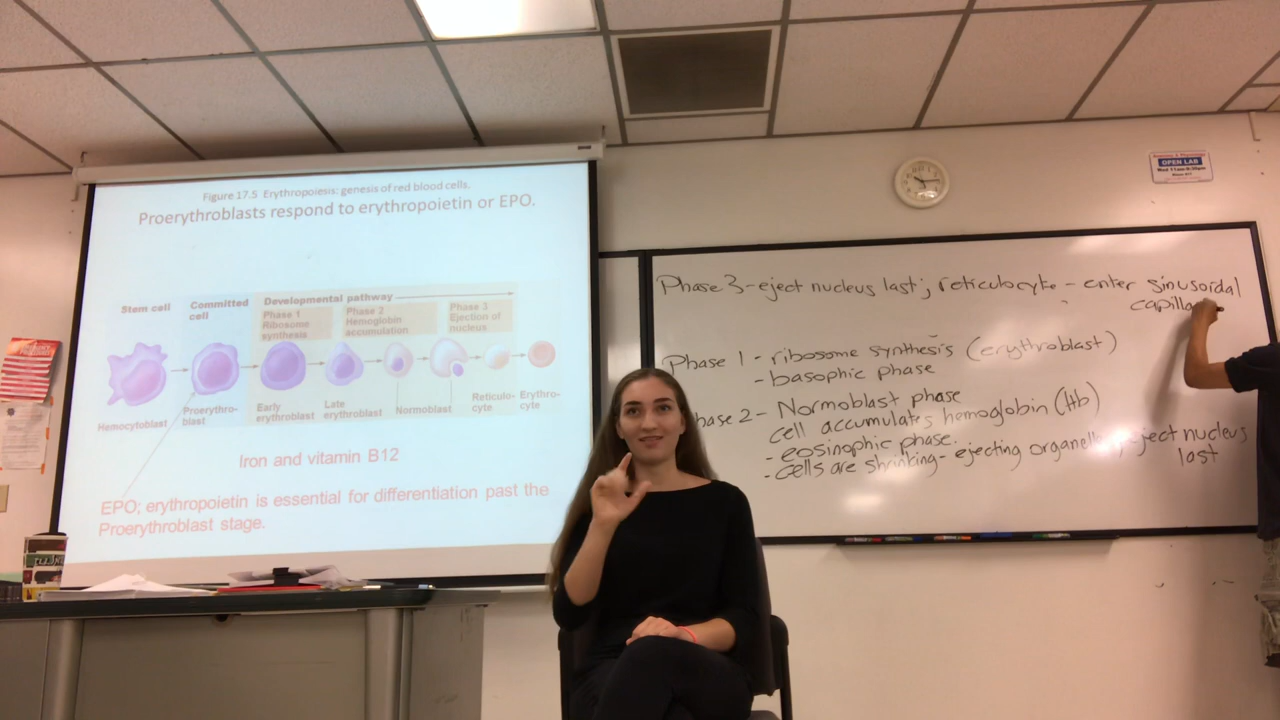 Figure 17.5 Erythropoiesis: genesis of red blood cells.
Proerythroblasts respond to erythropoietin or EPO.
Stem cell
Committed
cell
Developmental pathway
Phase 1
Ribosome
synthesis
Phase 2
Hemoglobin
accumulation
Phase 3
Ejection of
nucleus
Hemocytoblast
Proerythro-
blast
Early
erythroblast
Late
erythroblast
Normoblast
Reticulo-
cyte
Erythro-
cyte
Iron and vitamin B12
EPO; erythropoietin is essential for differentiation past the
Proerythroblast stage.
OPEN LAB
Phase 3-eject nucleus last; reticulocyte - enter sinusoidal
capilla
Phase 1 - ribosome synthesis (erythroblast)
- basophic phase
hase 2 - Normoblast phase
cell accumulates hemoglobin (Hb)
- eosinophic phase.
- cells are shrinking - ejecting organell eject nucleus
last